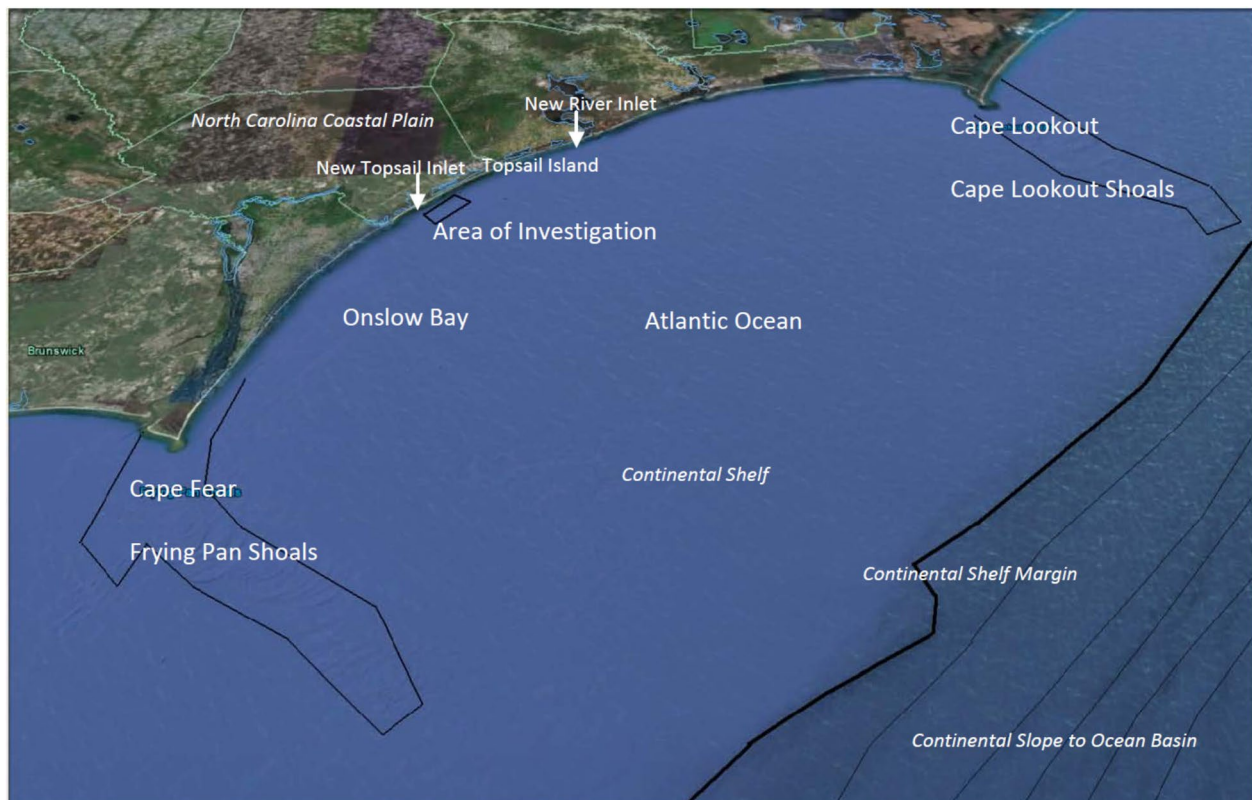 New River Inlet
North Carolina Coastal Plain
Cape Lookout
New Topsail Inlet
Topsail Island
Cape Lookout Shoals
Area of Investigation
Onslow Bay
Atlantic Ocean
Brunswick
Continental Shelf
Cape Fear
Frying Pan Shoals
Continental Shelf Margin
Continental Slope to Ocean Basin